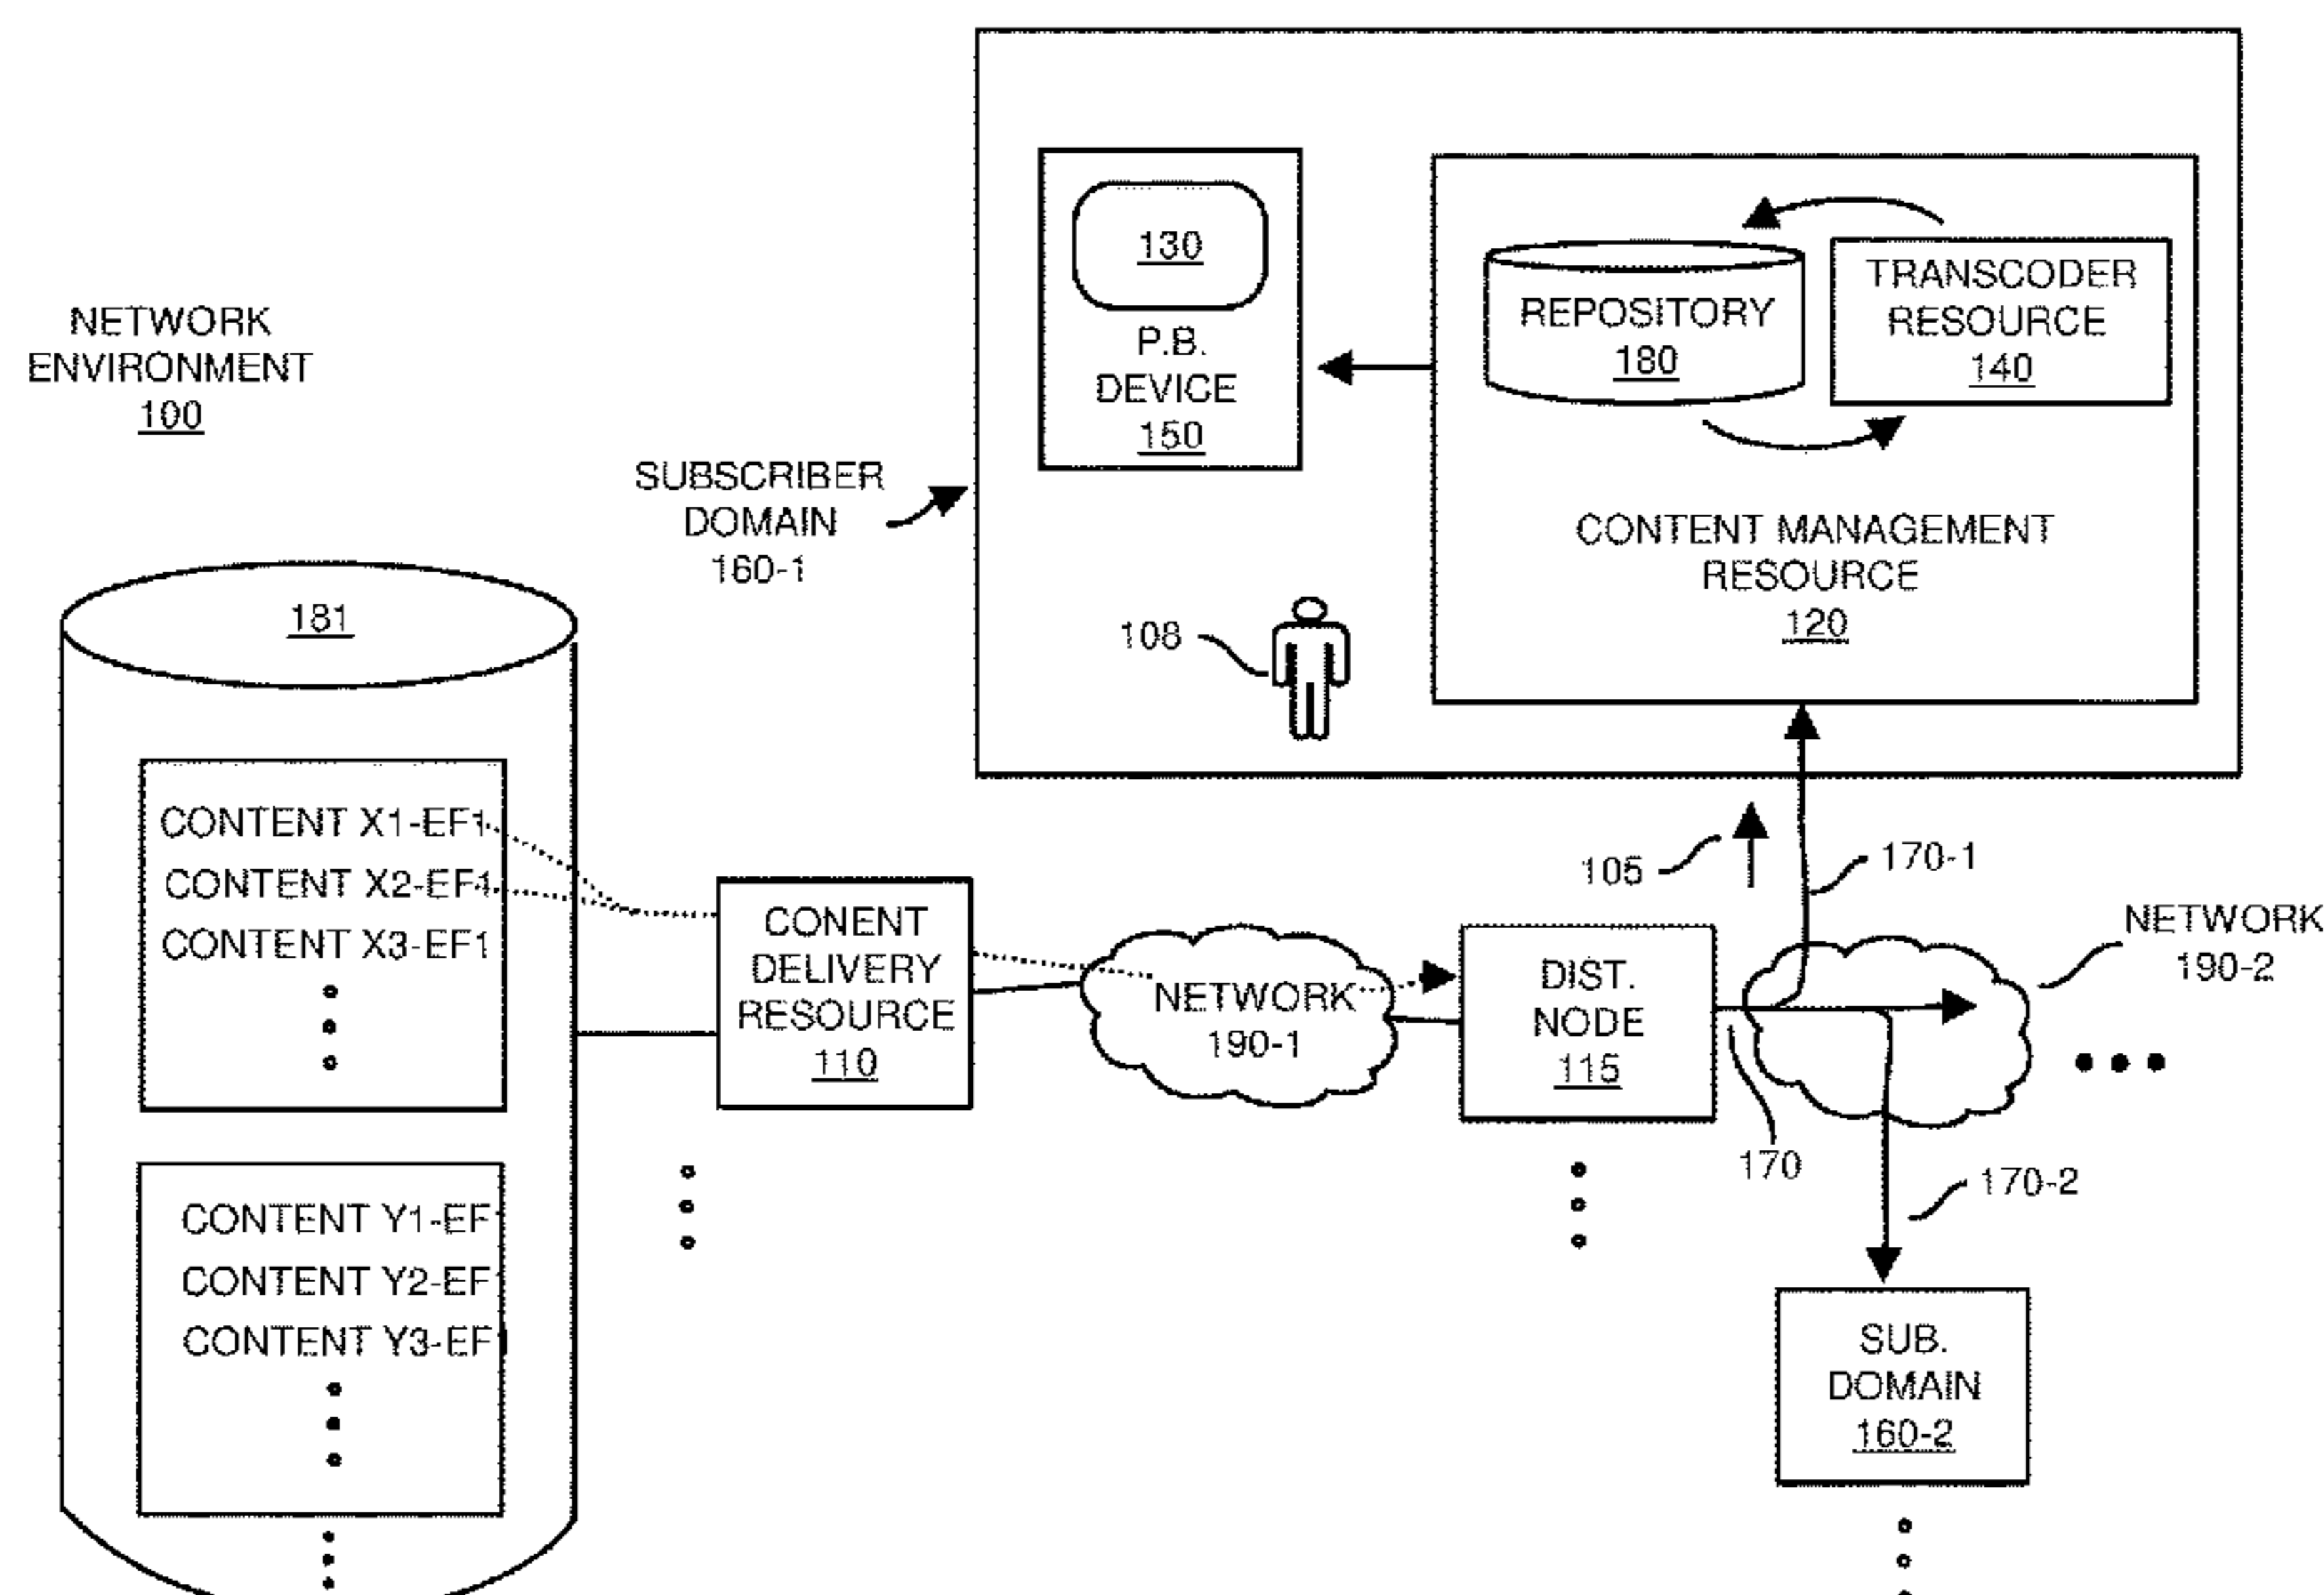 NETWORK
ENVIRONMENT
100
SUBSCRIBER
DOMAIN
160-1
130
P.B.
DEVICE
150
REPOSITORY
180
TRANSCODER
RESOURCE
140
CONTENT MANAGEMENT
RESOURCE
120
108
181
CONTENT X1-EF1
CONTENT X2-EF1
CONTENT X3-EF1
CONTENT Y1-EF1
CONTENT Y2-EF1
CONTENT Y3-EF1
CONENT
DELIVERY
RESOURCE
110
NETWORK
190-1
DIST.
NODE
115
105
170-1
NETWORK
190-2
170
170-2
SUB.
DOMAIN
160-2